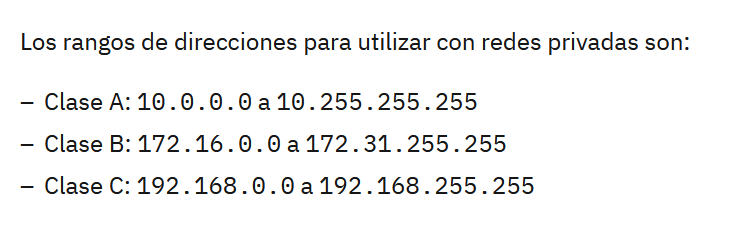 Los rangos de direcciones para utilizar con redes privadas son:
– Clase A: 10.0.0.0 a 10.255.255.255
– Clase B: 172.16.0.0 a 172.31.255.255
– Clase C: 192.168.0.0 a 192.168.255.255